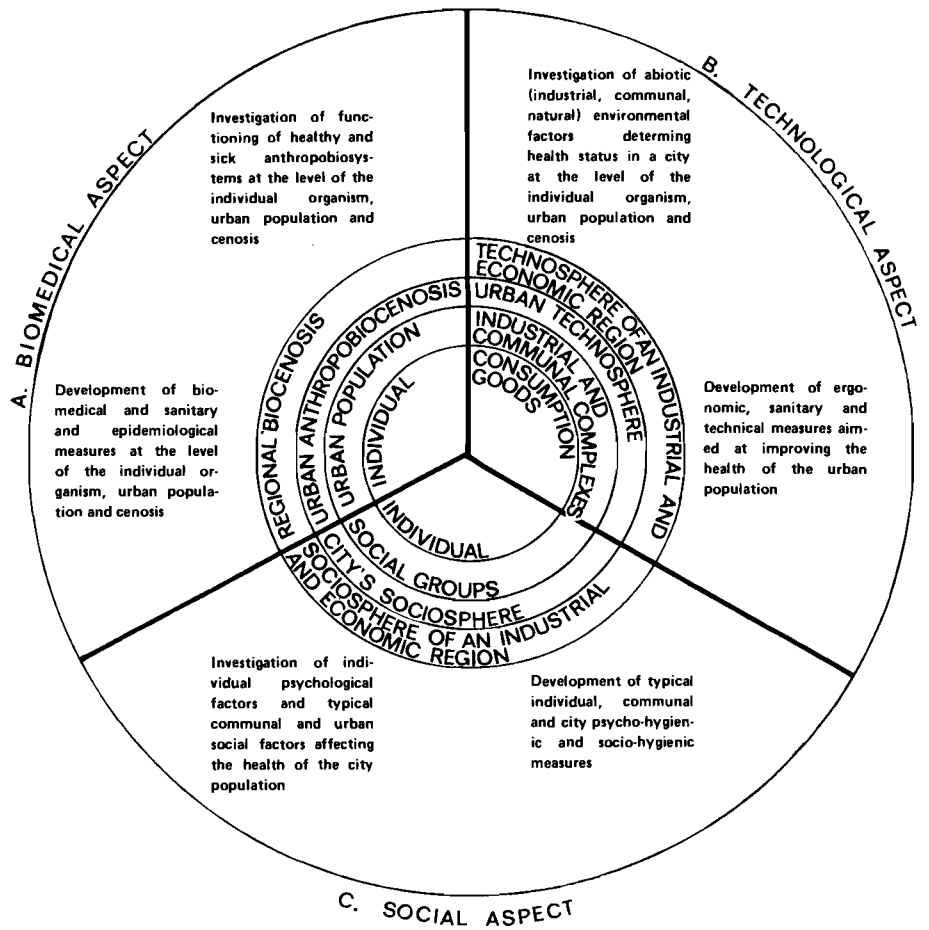 A. BIOMEDICAL ASPECT
Investigation of func-
tioning of healthy and
sick anthropobiosys-
tems at the level of the
individual organism,
urban population and
cenosis
Development of bio-
medical and sanitary
and epidemiological
measures at the level
of the individual or-
ganism, urban popula-
tion and cenosis
REGIONAL BIOCENOSIS
URBAN ANTHROPOBIOCENOSIS
URBAN POPULATION
INDIVIDUAL
B. TECHNOLOGICAL ASPECT
Investigation of abiotic
(industrial, communal,
natural) environmental
factors determing
health status in a city
at the level of the
individual organism,
urban population and
cenosis
Development of ergo-
nomic, sanitary and
technical measures aim-
ed at improving the
health of the urban
population
TECHNOSPHERE OF AN INDUSTRIAL AND
ECONOMIC REGION
URBAN TECHNOSPHERE
INDUSTRIAL AND
COMMUNAL COMPLEXES
CONSUMPTION
GOODS
INDIVIDUAL
SOCIAL GROUPS
CITY'S SOCIOSPHERE
SOCIOSPHERE OF AN INDUSTRIAL
AND ECONOMIC REGION
Investigation of indi-
vidual psychological
factors and typical
communal and urban
social factors affecting
the health of the city
population
Development of typical
individual, communal
and city psycho-hygien-
ic and socio-hygienic
measures
C. SOCIAL ASPECT